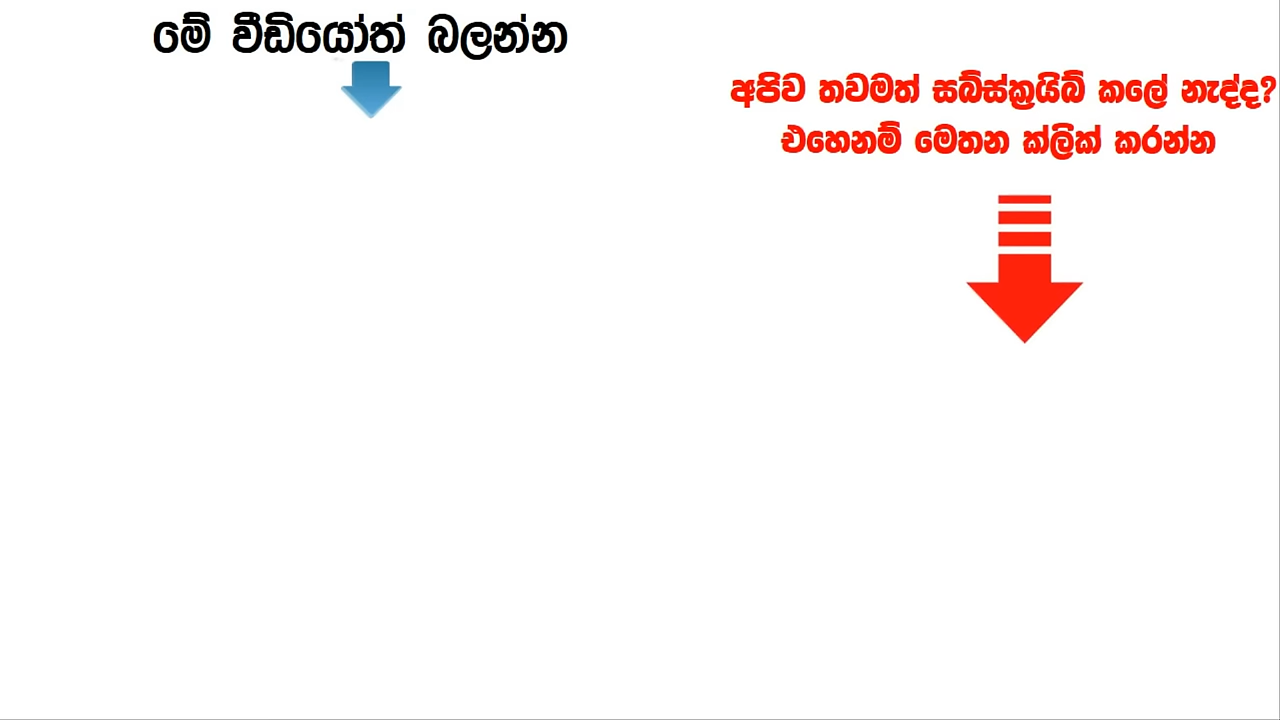 මේ වීඩියෝත් බලන්න
අපිව තවමත් සබ්ස්ක්‍රයිබ් කලේ නැද්ද?
එහෙනම් මෙතන ක්ලික් කරන්න